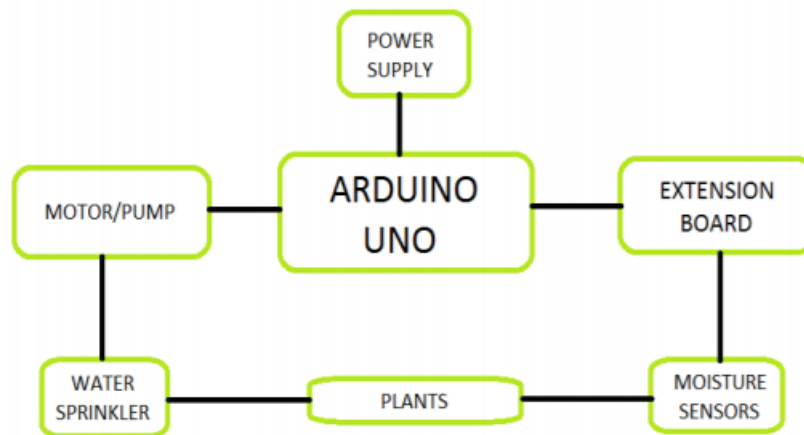 POWER
SUPPLY
MOTOR/PUMP
ARDUINO
UNO
EXTENSION
BOARD
WATER
SPRINKLER
PLANTS
MOISTURE
SENSORS